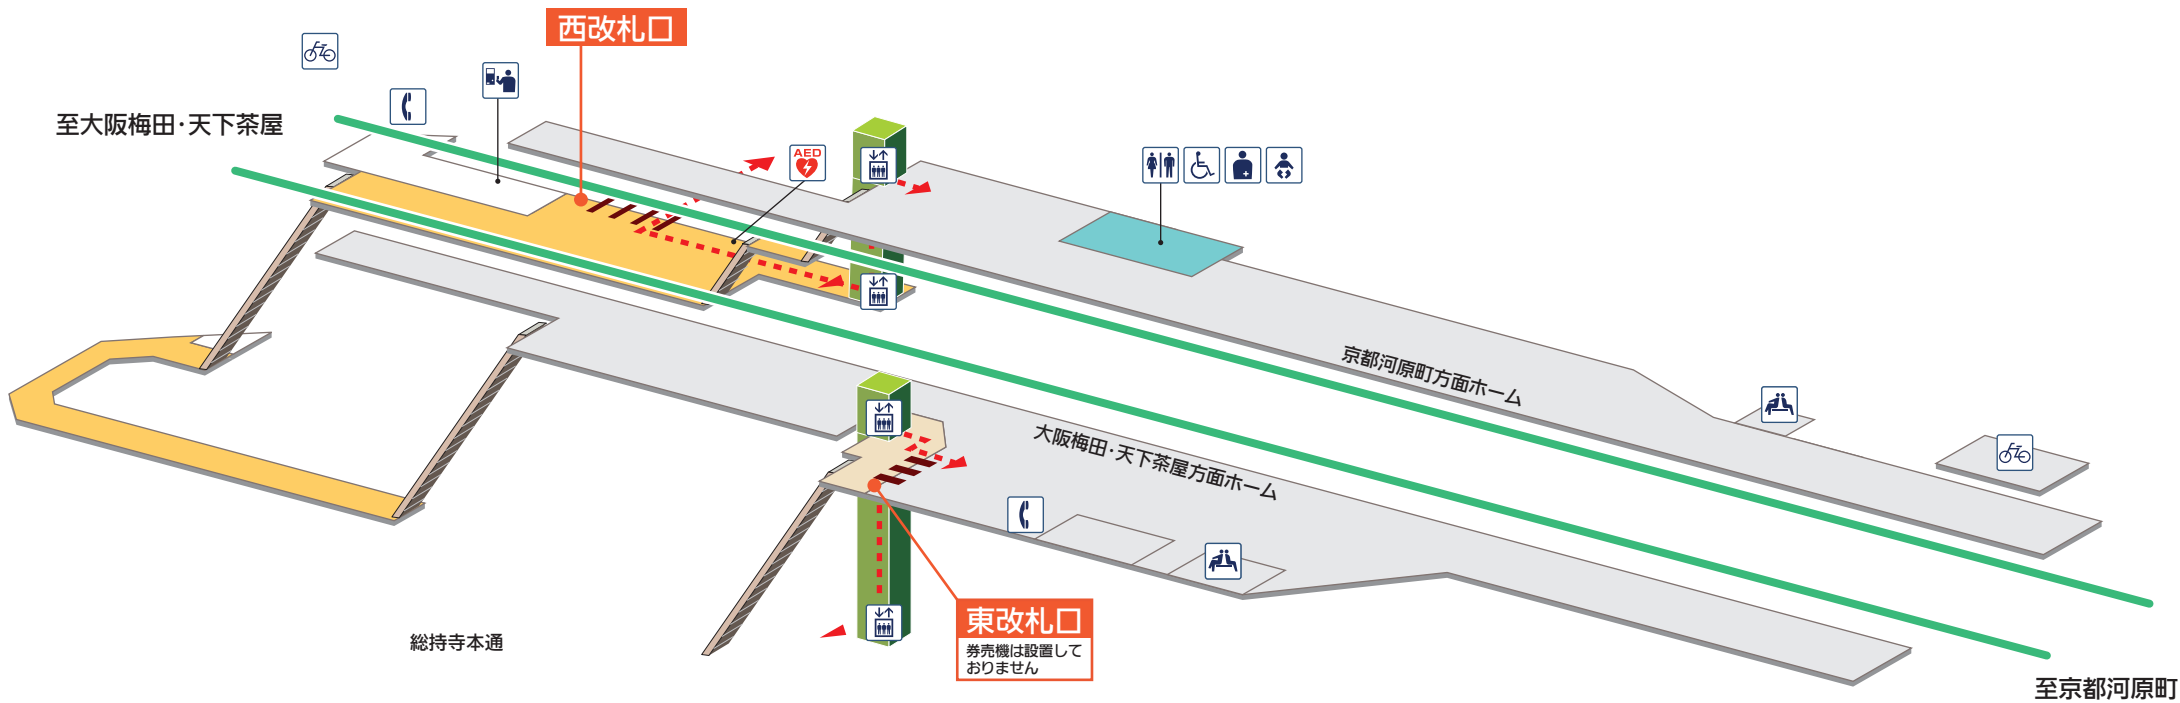 西改札口
至大阪梅田・天下茶屋
AED
京都河原町方面ホーム
大阪梅田・天下茶屋方面ホーム
東改札口
券売機は設置して
おりません
総持寺本通
至京都河原町